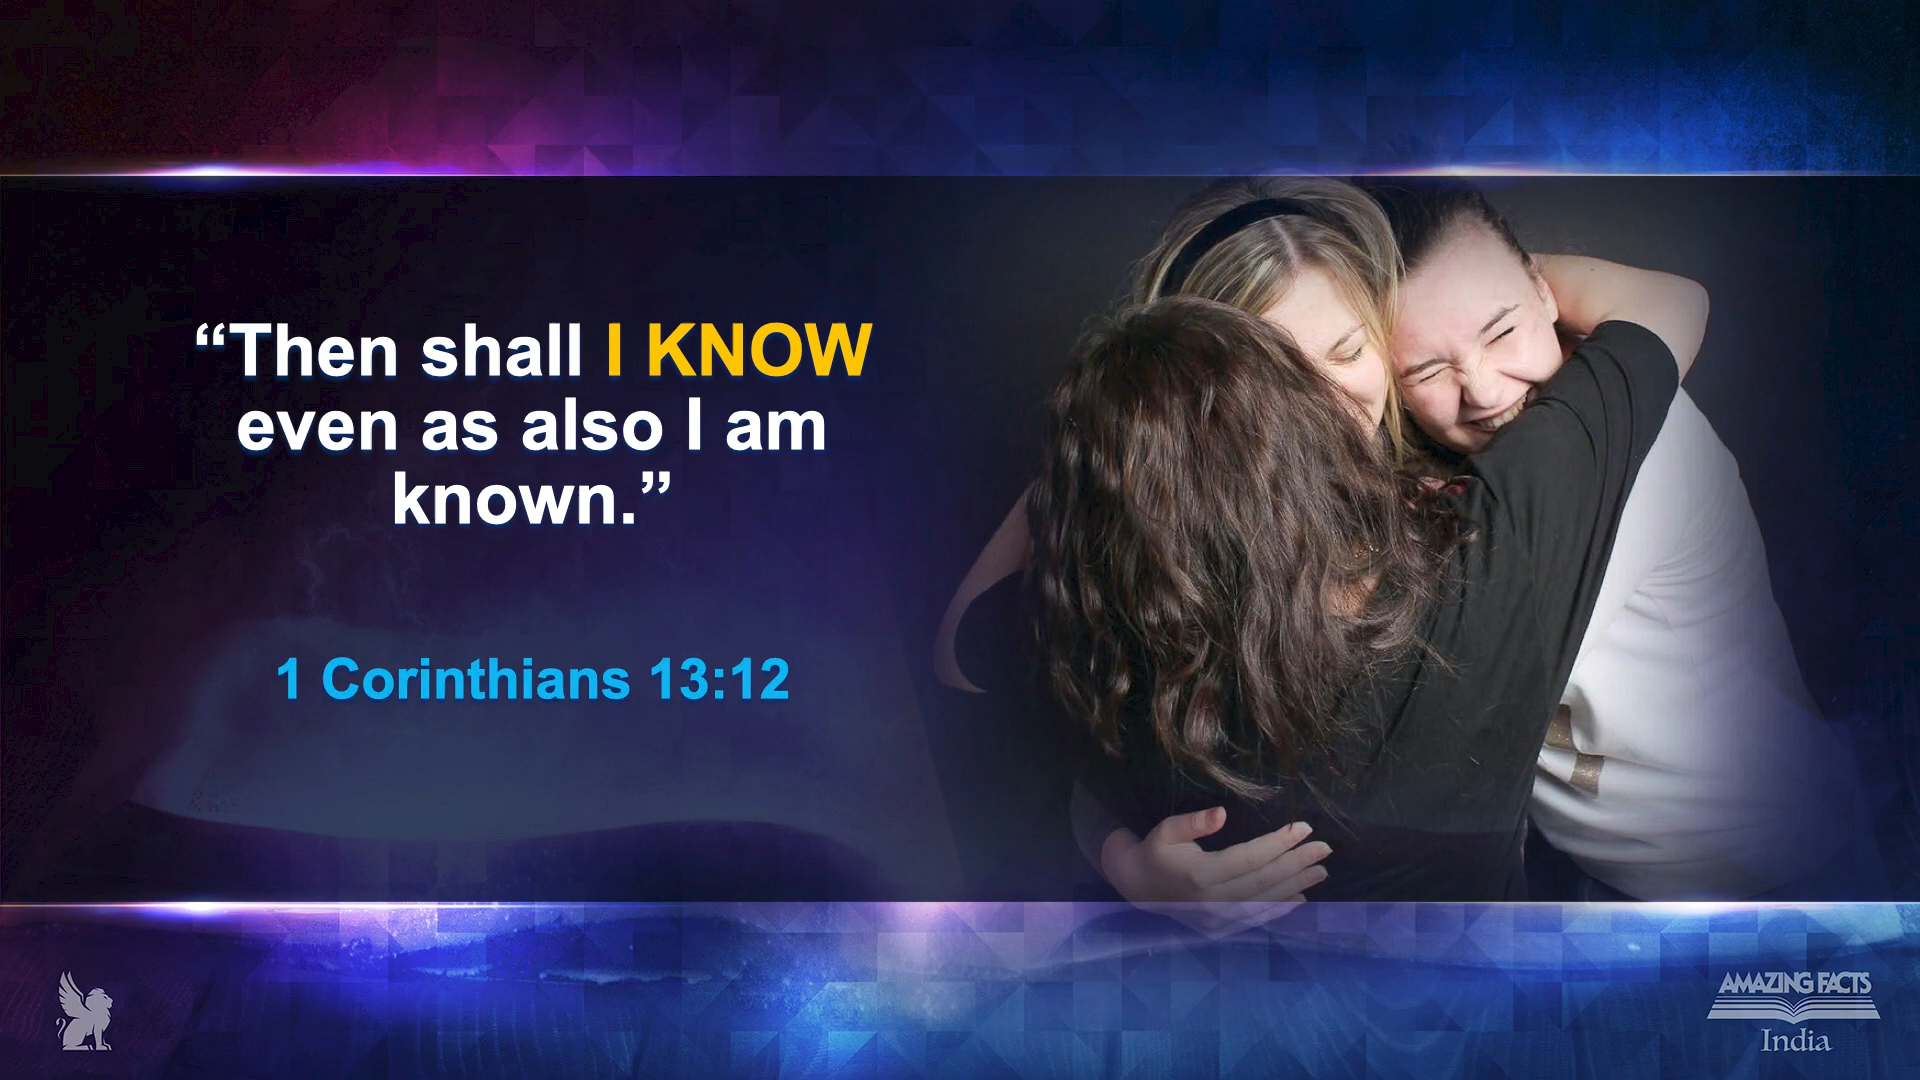 “Then shall I KNOW
even as also I am
known.”
1 Corinthians 13:12
AMAZING FACTS
India